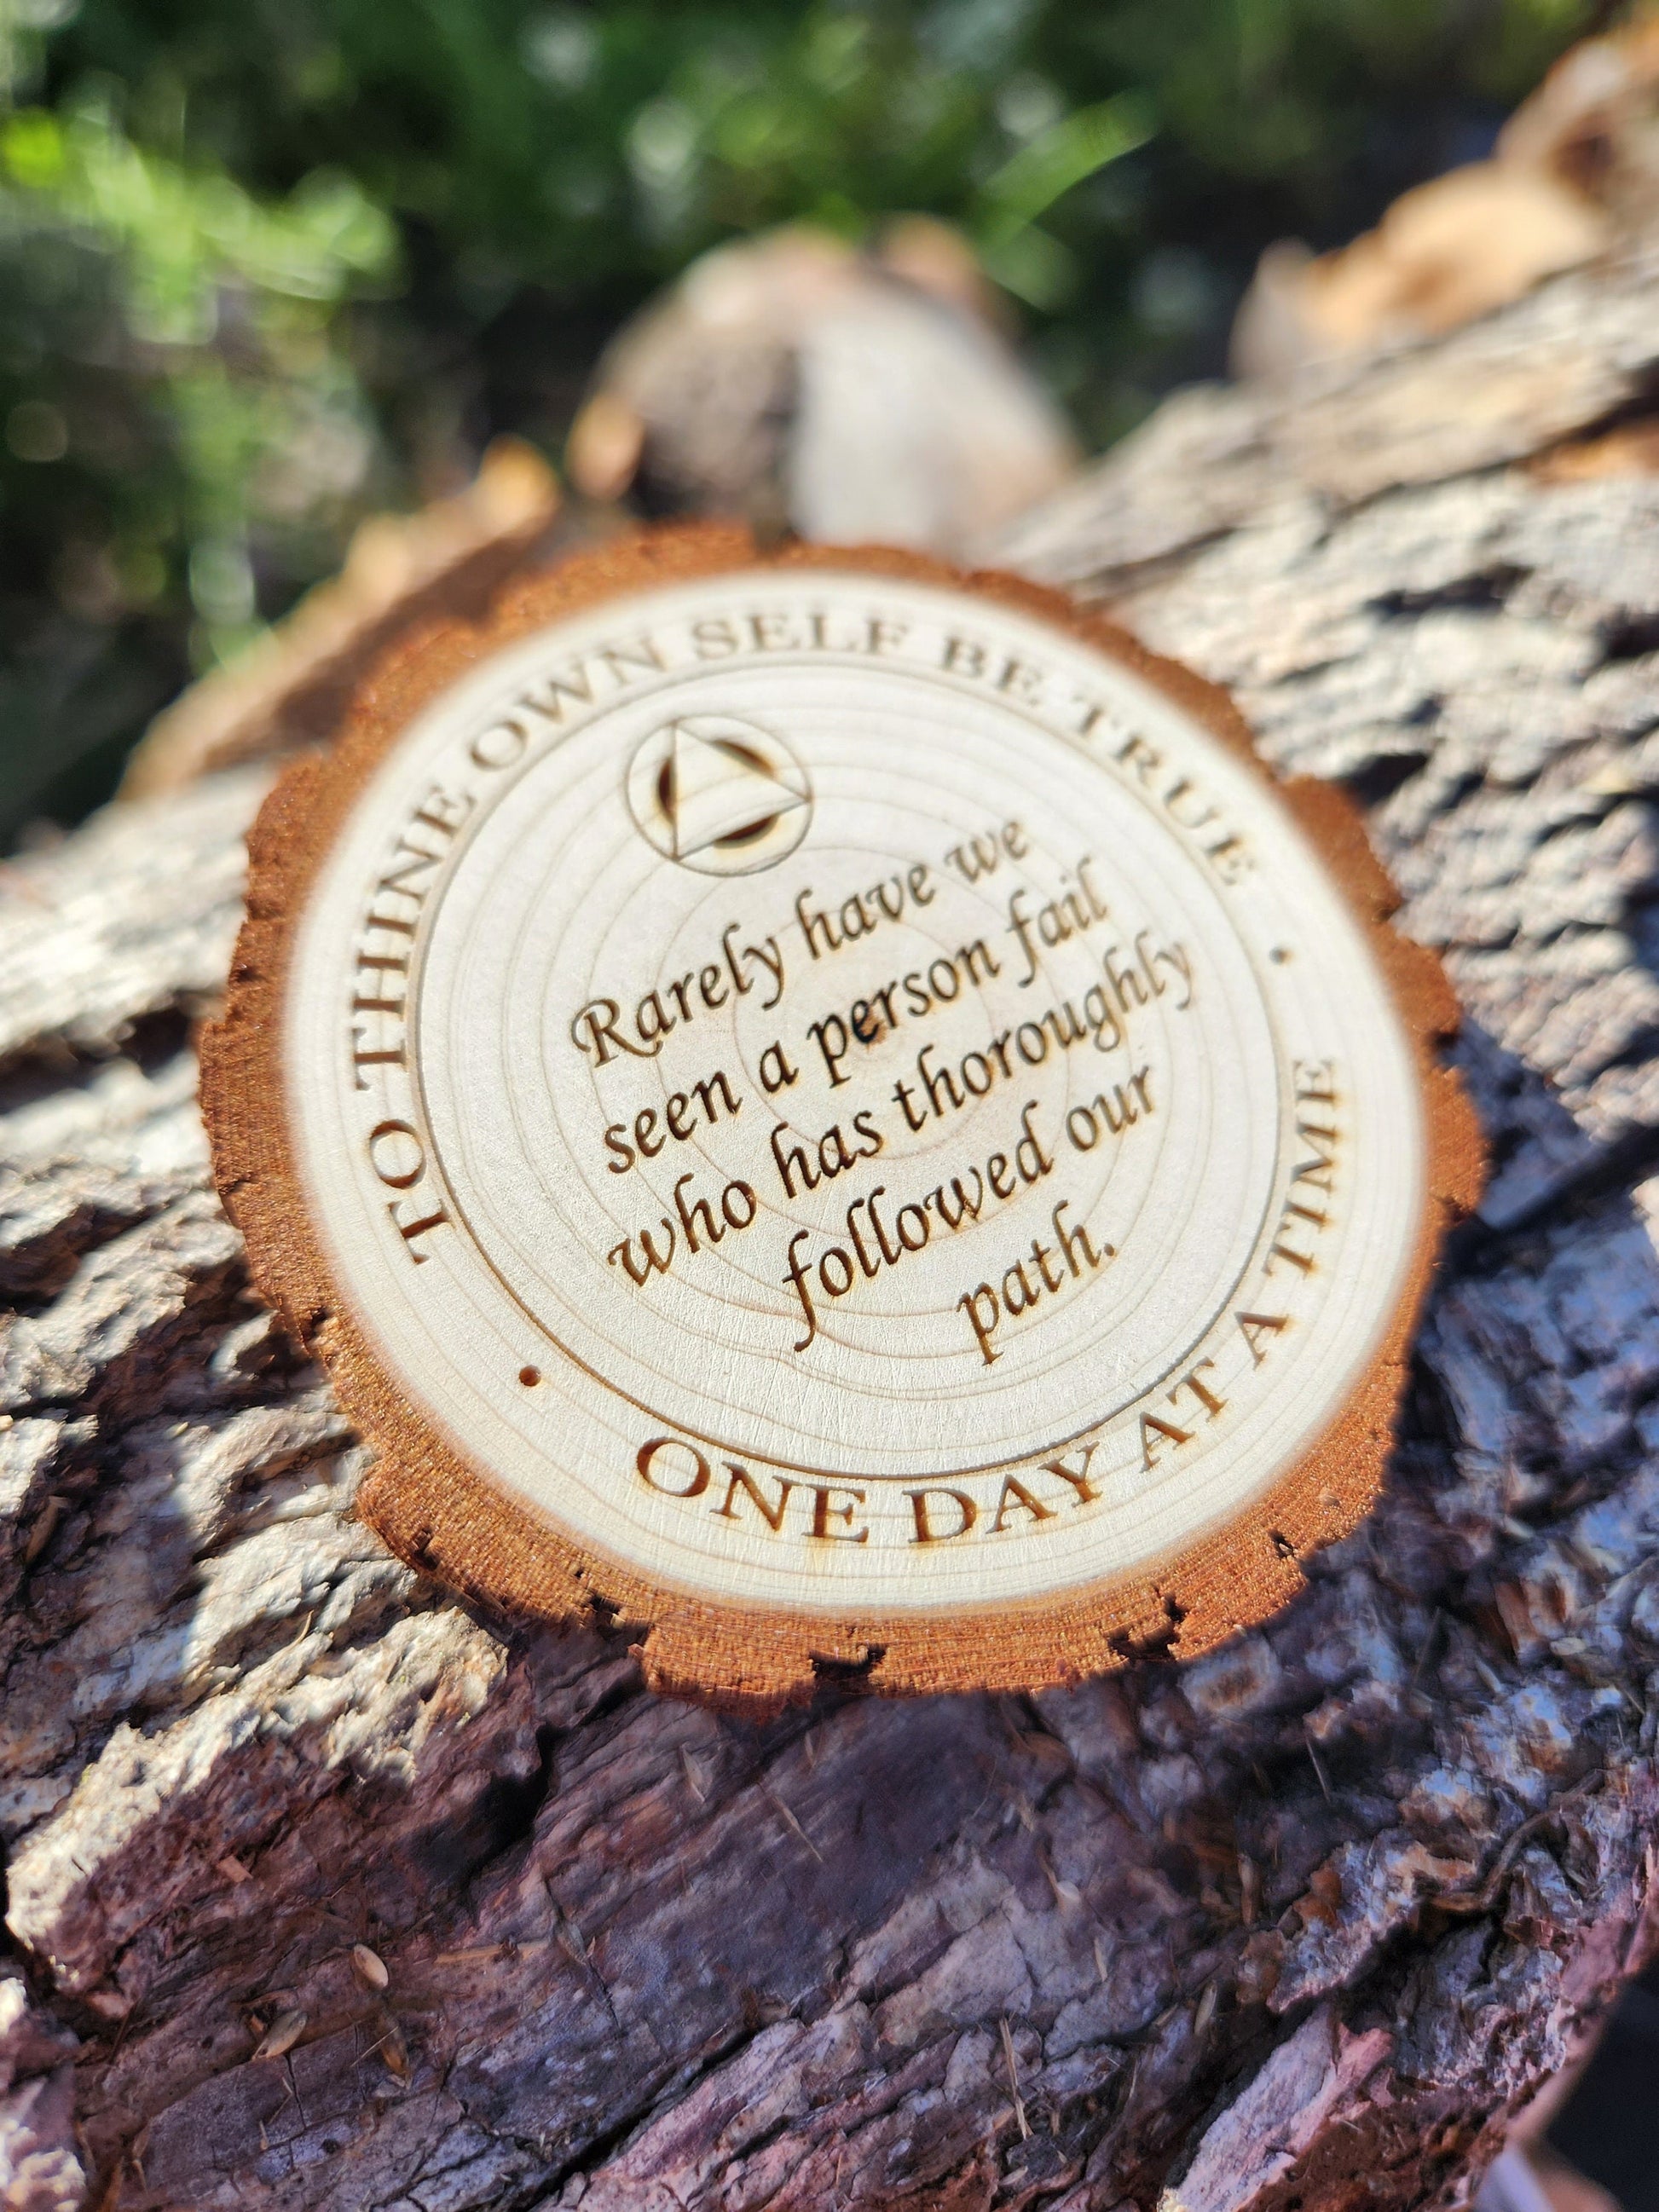 TO THINE OWN SELF BE TRUE
Rarely have we
seen a person fail
who has thoroughly
followed our
path.
• ONE DAY AT A TIME •